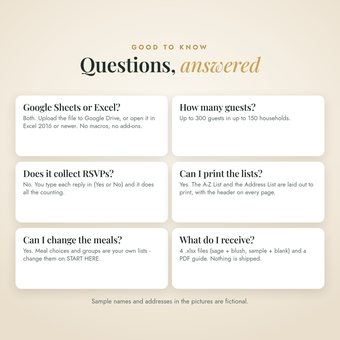 GOOD TO KNOW
Questions, answered
Google Sheets or Excel?
Both. Upload the file to Google Drive, or open it in
Excel 2016 or newer. No macros, no add-ons.
How many guests?
Up to 300 guests in up to 150 households.
Does it collect RSVPs?
No. You type each reply in (Yes or No) and it does
all the counting.
Can I print the lists?
Yes. The A-Z List and the Address List are laid out to
print, with the header on every page.
Can I change the meals?
Yes. Meal choices and groups are your own lists -
change them on START HERE.
What do I receive?
4 .xlsx files (sage + blush, sample + blank) and a
PDF guide. Nothing is shipped.
Sample names and addresses in the pictures are fictional.